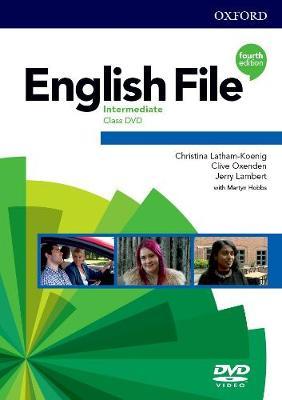 OXFORD
fourth
edition
English File
Intermediate
Class DVD
Christina Latham-Koenig
Clive Oxenden
Jerry Lambert
with Martyn Hobbs
DVD
VIDEO